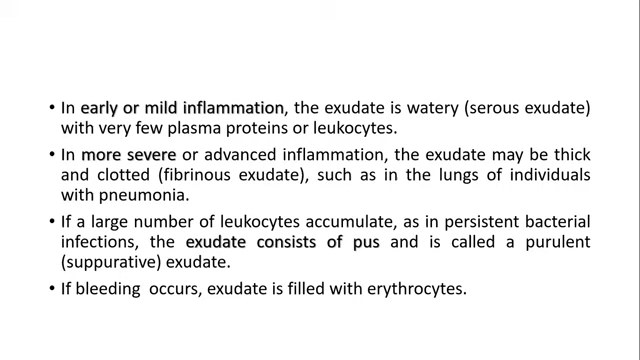 • In early or mild inflammation, the exudate is watery (serous exudate)
with very few plasma proteins or leukocytes.
• In more severe or advanced inflammation, the exudate may be thick
and clotted (fibrinous exudate), such as in the lungs of individuals
with pneumonia.
• If a large number of leukocytes accumulate, as in persistent bacterial
infections, the exudate consists of pus and is called a purulent
(suppurative) exudate.
• If bleeding occurs, exudate is filled with erythrocytes.